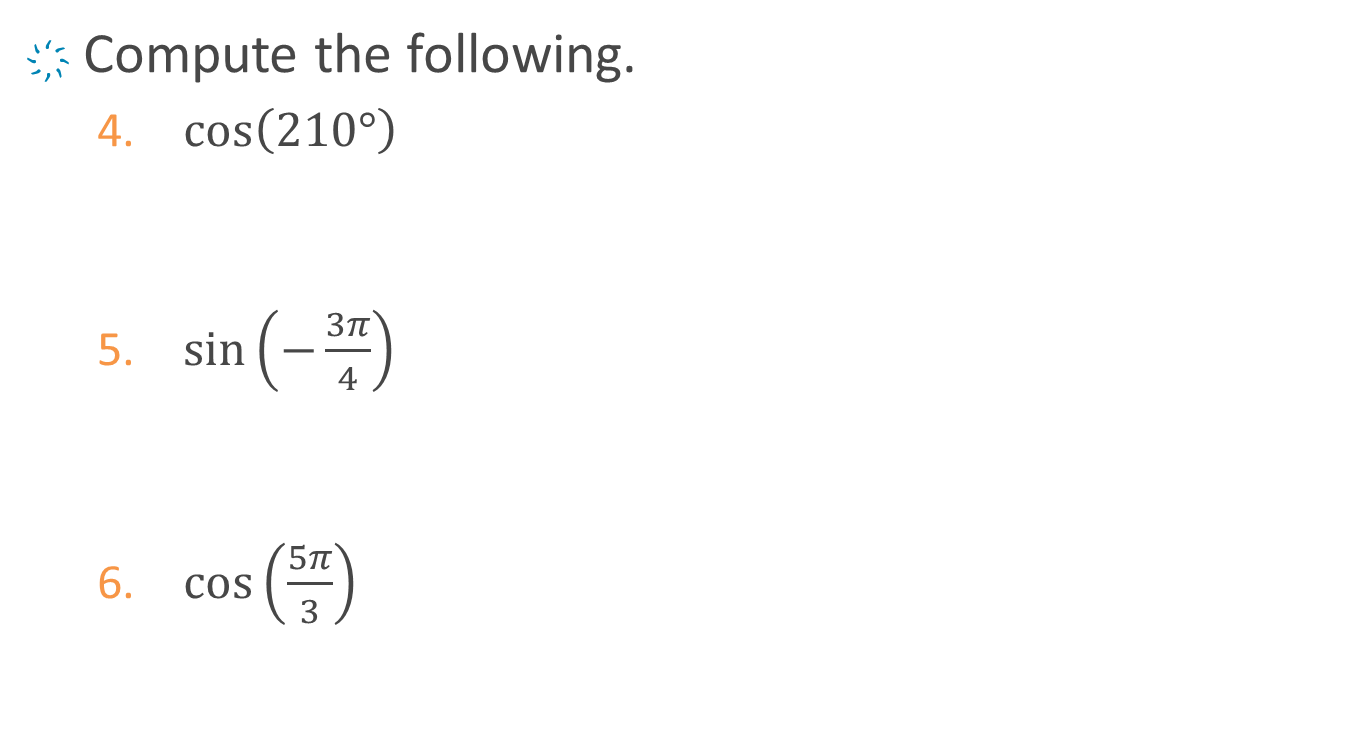 Compute the following.
4. cos(210°)
5. sin(−3π/4)
6. cos(5π/3)